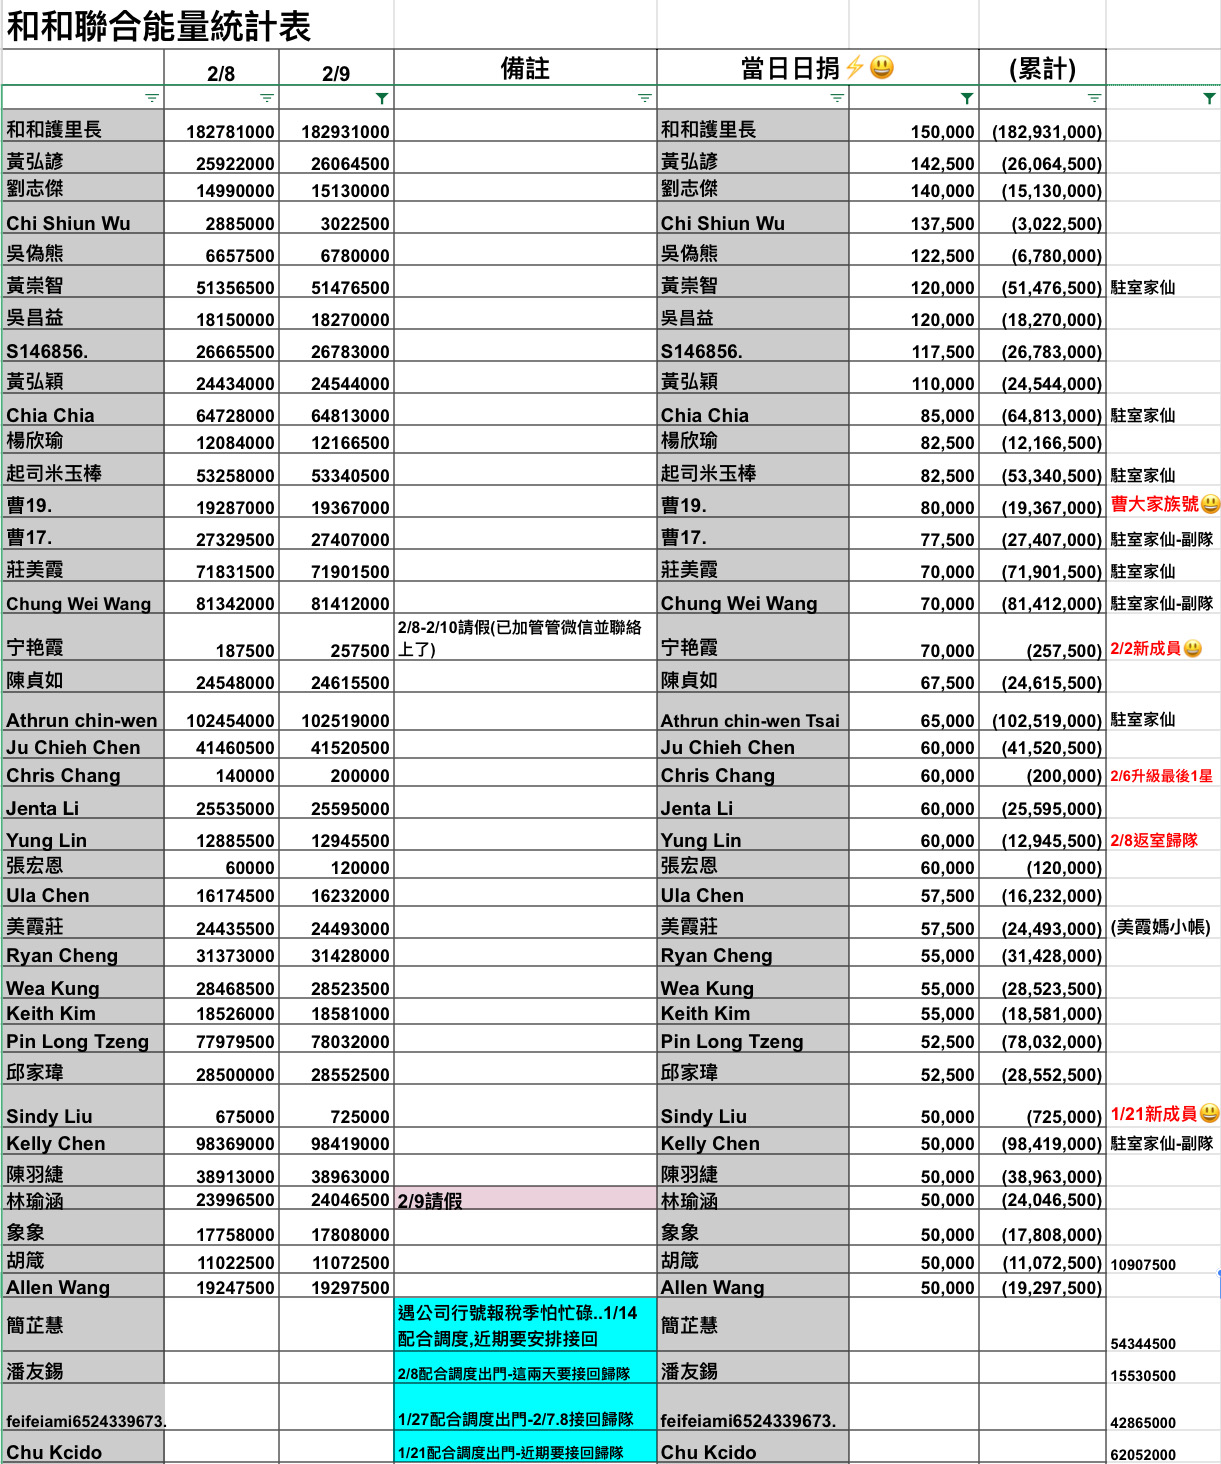 和和聯合能量統計表
2/8 2/9 備註 當日日捐⚡😃 (累計)
和和護里長 182781000 182931000 和和護里長 150,000 (182,931,000)
黃弘諺 25922000 26064500 黃弘諺 142,500 (26,064,500)
劉志傑 14990000 15130000 劉志傑 140,000 (15,130,000)
Chi Shiun Wu 2885000 3022500 Chi Shiun Wu 137,500 (3,022,500)
吳偽熊 6657500 6780000 吳偽熊 122,500 (6,780,000)
黃崇智 51356500 51476500 黃崇智 120,000 (51,476,500) 駐室家仙
吳昌益 18150000 18270000 吳昌益 120,000 (18,270,000)
S146856. 26665500 26783000 S146856. 117,500 (26,783,000)
黃弘穎 24434000 24544000 黃弘穎 110,000 (24,544,000)
Chia Chia 64728000 64813000 Chia Chia 85,000 (64,813,000) 駐室家仙
楊欣瑜 12084000 12166500 楊欣瑜 82,500 (12,166,500)
起司米玉棒 53258000 53340500 起司米玉棒 82,500 (53,340,500) 駐室家仙
曹19. 19287000 19367000 曹19. 80,000 (19,367,000) 曹大家族號😃
曹17. 27329500 27407000 曹17. 77,500 (27,407,000) 駐室家仙-副隊
莊美霞 71831500 71901500 莊美霞 70,000 (71,901,500) 駐室家仙
Chung Wei Wang 81342000 81412000 Chung Wei Wang 70,000 (81,412,000) 駐室家仙-副隊
2/8-2/10請假(已加管管微信並聯絡
宁艳霞 187500 257500 上了) 宁艳霞 70,000 (257,500) 2/2新成員😃
陳貞如 24548000 24615500 陳貞如 67,500 (24,615,500)
Athrun chin-wen 102454000 102519000 Athrun chin-wen Tsai 65,000 (102,519,000) 駐室家仙
Ju Chieh Chen 41460500 41520500 Ju Chieh Chen 60,000 (41,520,500)
Chris Chang 140000 200000 Chris Chang 60,000 (200,000) 2/6升級最後1星
Jenta Li 25535000 25595000 Jenta Li 60,000 (25,595,000)
Yung Lin 12885500 12945500 Yung Lin 60,000 (12,945,500) 2/8返室歸隊
張宏恩 60000 120000 張宏恩 60,000 (120,000)
Ula Chen 16174500 16232000 Ula Chen 57,500 (16,232,000)
美霞莊 24435500 24493000 美霞莊 57,500 (24,493,000) (美霞媽小帳)
Ryan Cheng 31373000 31428000 Ryan Cheng 55,000 (31,428,000)
Wea Kung 28468500 28523500 Wea Kung 55,000 (28,523,500)
Keith Kim 18526000 18581000 Keith Kim 55,000 (18,581,000)
Pin Long Tzeng 77979500 78032000 Pin Long Tzeng 52,500 (78,032,000)
邱家瑋 28500000 28552500 邱家瑋 52,500 (28,552,500)
Sindy Liu 675000 725000 Sindy Liu 50,000 (725,000) 1/21新成員😃
Kelly Chen 98369000 98419000 Kelly Chen 50,000 (98,419,000) 駐室家仙-副隊
陳羽緁 38913000 38963000 陳羽緁 50,000 (38,963,000)
林瑜涵 23996500 24046500 2/9請假 林瑜涵 50,000 (24,046,500)
象象 17758000 17808000 象象 50,000 (17,808,000)
胡箴 11022500 11072500 胡箴 50,000 (11,072,500) 10907500
Allen Wang 19247500 19297500 Allen Wang 50,000 (19,297,500)
遇公司行號報稅季怕忙碌..1/14
簡芷慧 配合調度,近期要安排接回 簡芷慧 54344500
潘友錫 2/8配合調度出門-這兩天要接回歸隊 潘友錫 15530500
feifeiami6524339673. 1/27配合調度出門-2/7.8接回歸隊 feifeiami6524339673. 42865000
Chu Kcido 1/21配合調度出門-近期要接回歸隊 Chu Kcido 62052000